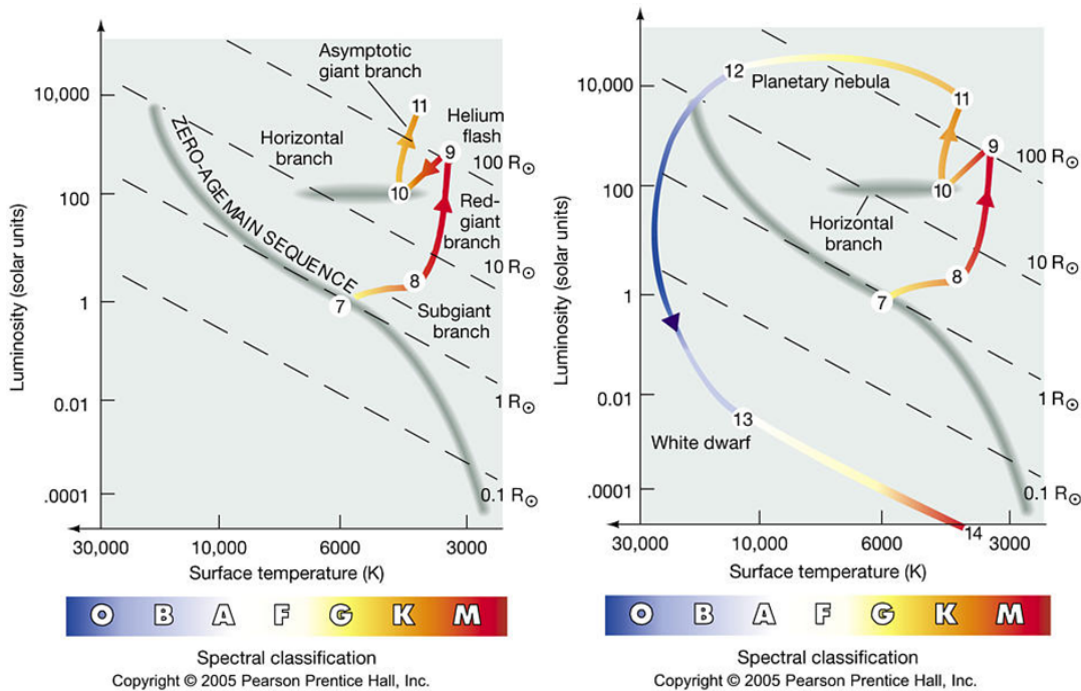 Asymptotic
giant branch
11
10,000
Helium
flash
Horizontal
branch
9
100 R⊙
ZERO-AGE MAIN SEQUENCE
100
10
Red-
giant
branch
10 R⊙
8
1
7
Subgiant
branch
0.01
1 R⊙
.0001
0.1 R⊙
Luminosity (solar units)
30,000 10,000 6000 3000
Surface temperature (K)
O B A F G K M
Spectral classification
Copyright © 2005 Pearson Prentice Hall, Inc.
12
Planetary nebula
10,000
11
9
100 R⊙
100
10
Horizontal
branch
10 R⊙
8
1
7
0.01
1 R⊙
13
White dwarf
.0001
0.1 R⊙
14
Luminosity (solar units)
30,000 10,000 6000 3000
Surface temperature (K)
O B A F G K M
Spectral classification
Copyright © 2005 Pearson Prentice Hall, Inc.